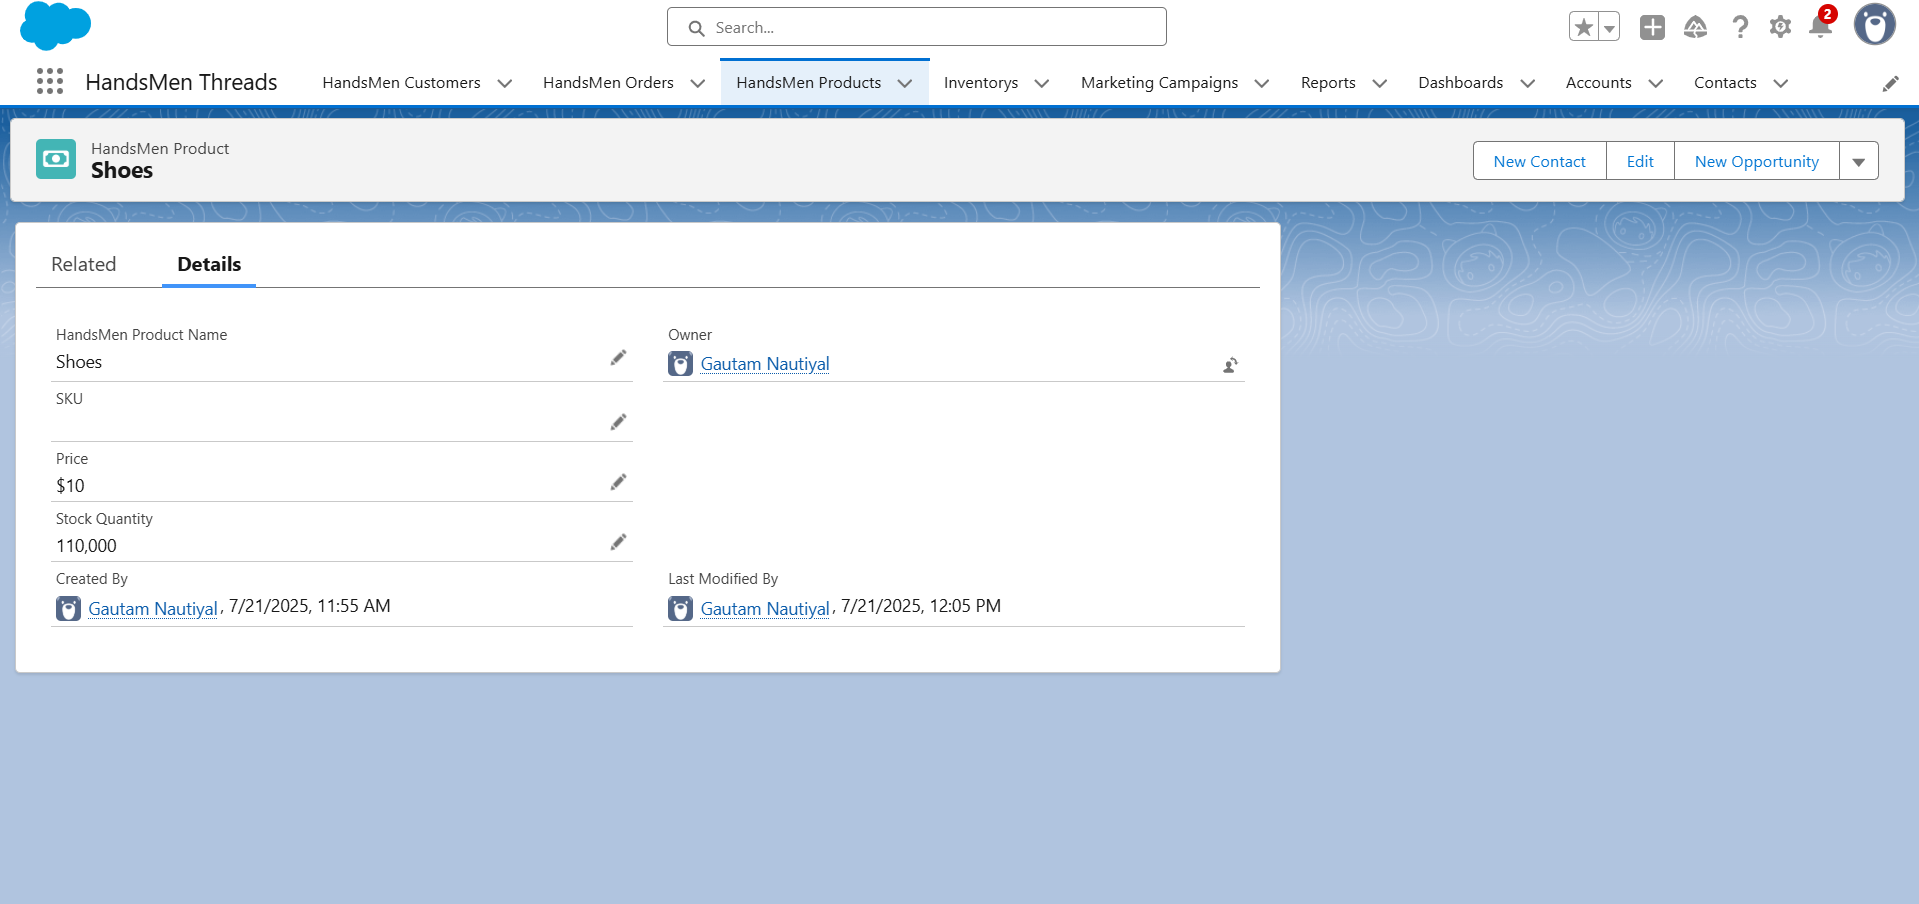 Search...
2
HandsMen Threads
HandsMen Customers
HandsMen Orders
HandsMen Products
Inventorys
Marketing Campaigns
Reports
Dashboards
Accounts
Contacts
HandsMen Product
Shoes
New Contact
Edit
New Opportunity
Related
Details
HandsMen Product Name
Shoes
Owner
Gautam Nautiyal
SKU
Price
$10
Stock Quantity
110,000
Created By
Gautam Nautiyal, 7/21/2025, 11:55 AM
Last Modified By
Gautam Nautiyal, 7/21/2025, 12:05 PM